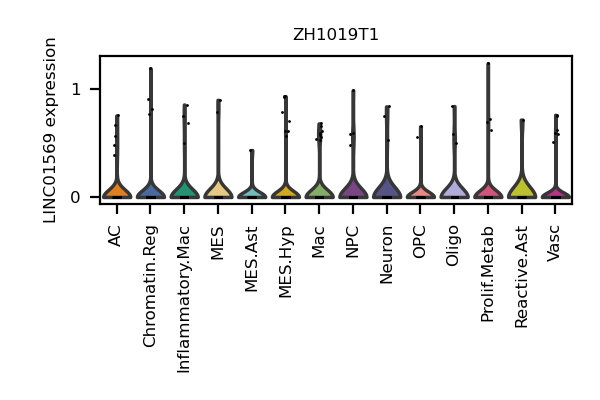 ZH1019T1
LINC01569 expression
1
0
AC
Chromatin.Reg
Inflammatory.Mac
MES
MES.Ast
MES.Hyp
Mac
NPC
Neuron
OPC
Oligo
Prolif.Metab
Reactive.Ast
Vasc